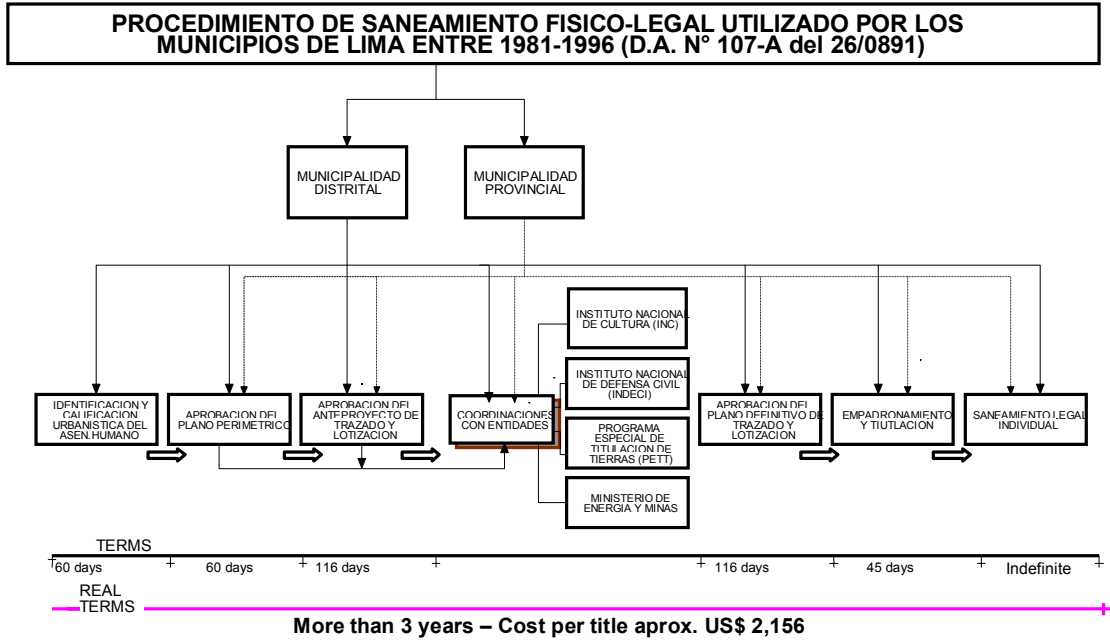 PROCEDIMIENTO DE SANEAMIENTO FISICO-LEGAL UTILIZADO POR LOS
MUNICIPIOS DE LIMA ENTRE 1981-1996 (D.A. N° 107-A del 26/0891)
MUNICIPALIDAD
DISTRITAL
MUNICIPALIDAD
PROVINCIAL
INSTITUTO NACIONAL
DE CULTURA (INC)
INSTITUTO NACIONAL
DE DEFENSA CIVIL
(INDECI)
PROGRAMA
ESPECIAL DE
TITULACION DE
TIERRAS (PETT)
MINISTERIO DE
ENERGIA Y MINAS
IDENTIFICACION Y
CALIFICACION
URBANISTICA DEL
ASEN.HUMANO
APROBACION DEL
PLANO PERIMETRICO
APROBACION DEL
ANTEPROYECTO DE
TRAZADO Y
LOTIZACION
COORDINACIONES
CON ENTIDADES
APROBACION DEL
PLANO DEFINITIVO DE
TRAZADO Y
LOTIZACION
EMPADRONAMIENTO
Y TIUTLACION
SANEAMIENTO LEGAL
INDIVIDUAL
TERMS
60 days
60 days
116 days
116 days
45 days
Indefinite
REAL
TERMS
More than 3 years – Cost per title aprox. US$ 2,156